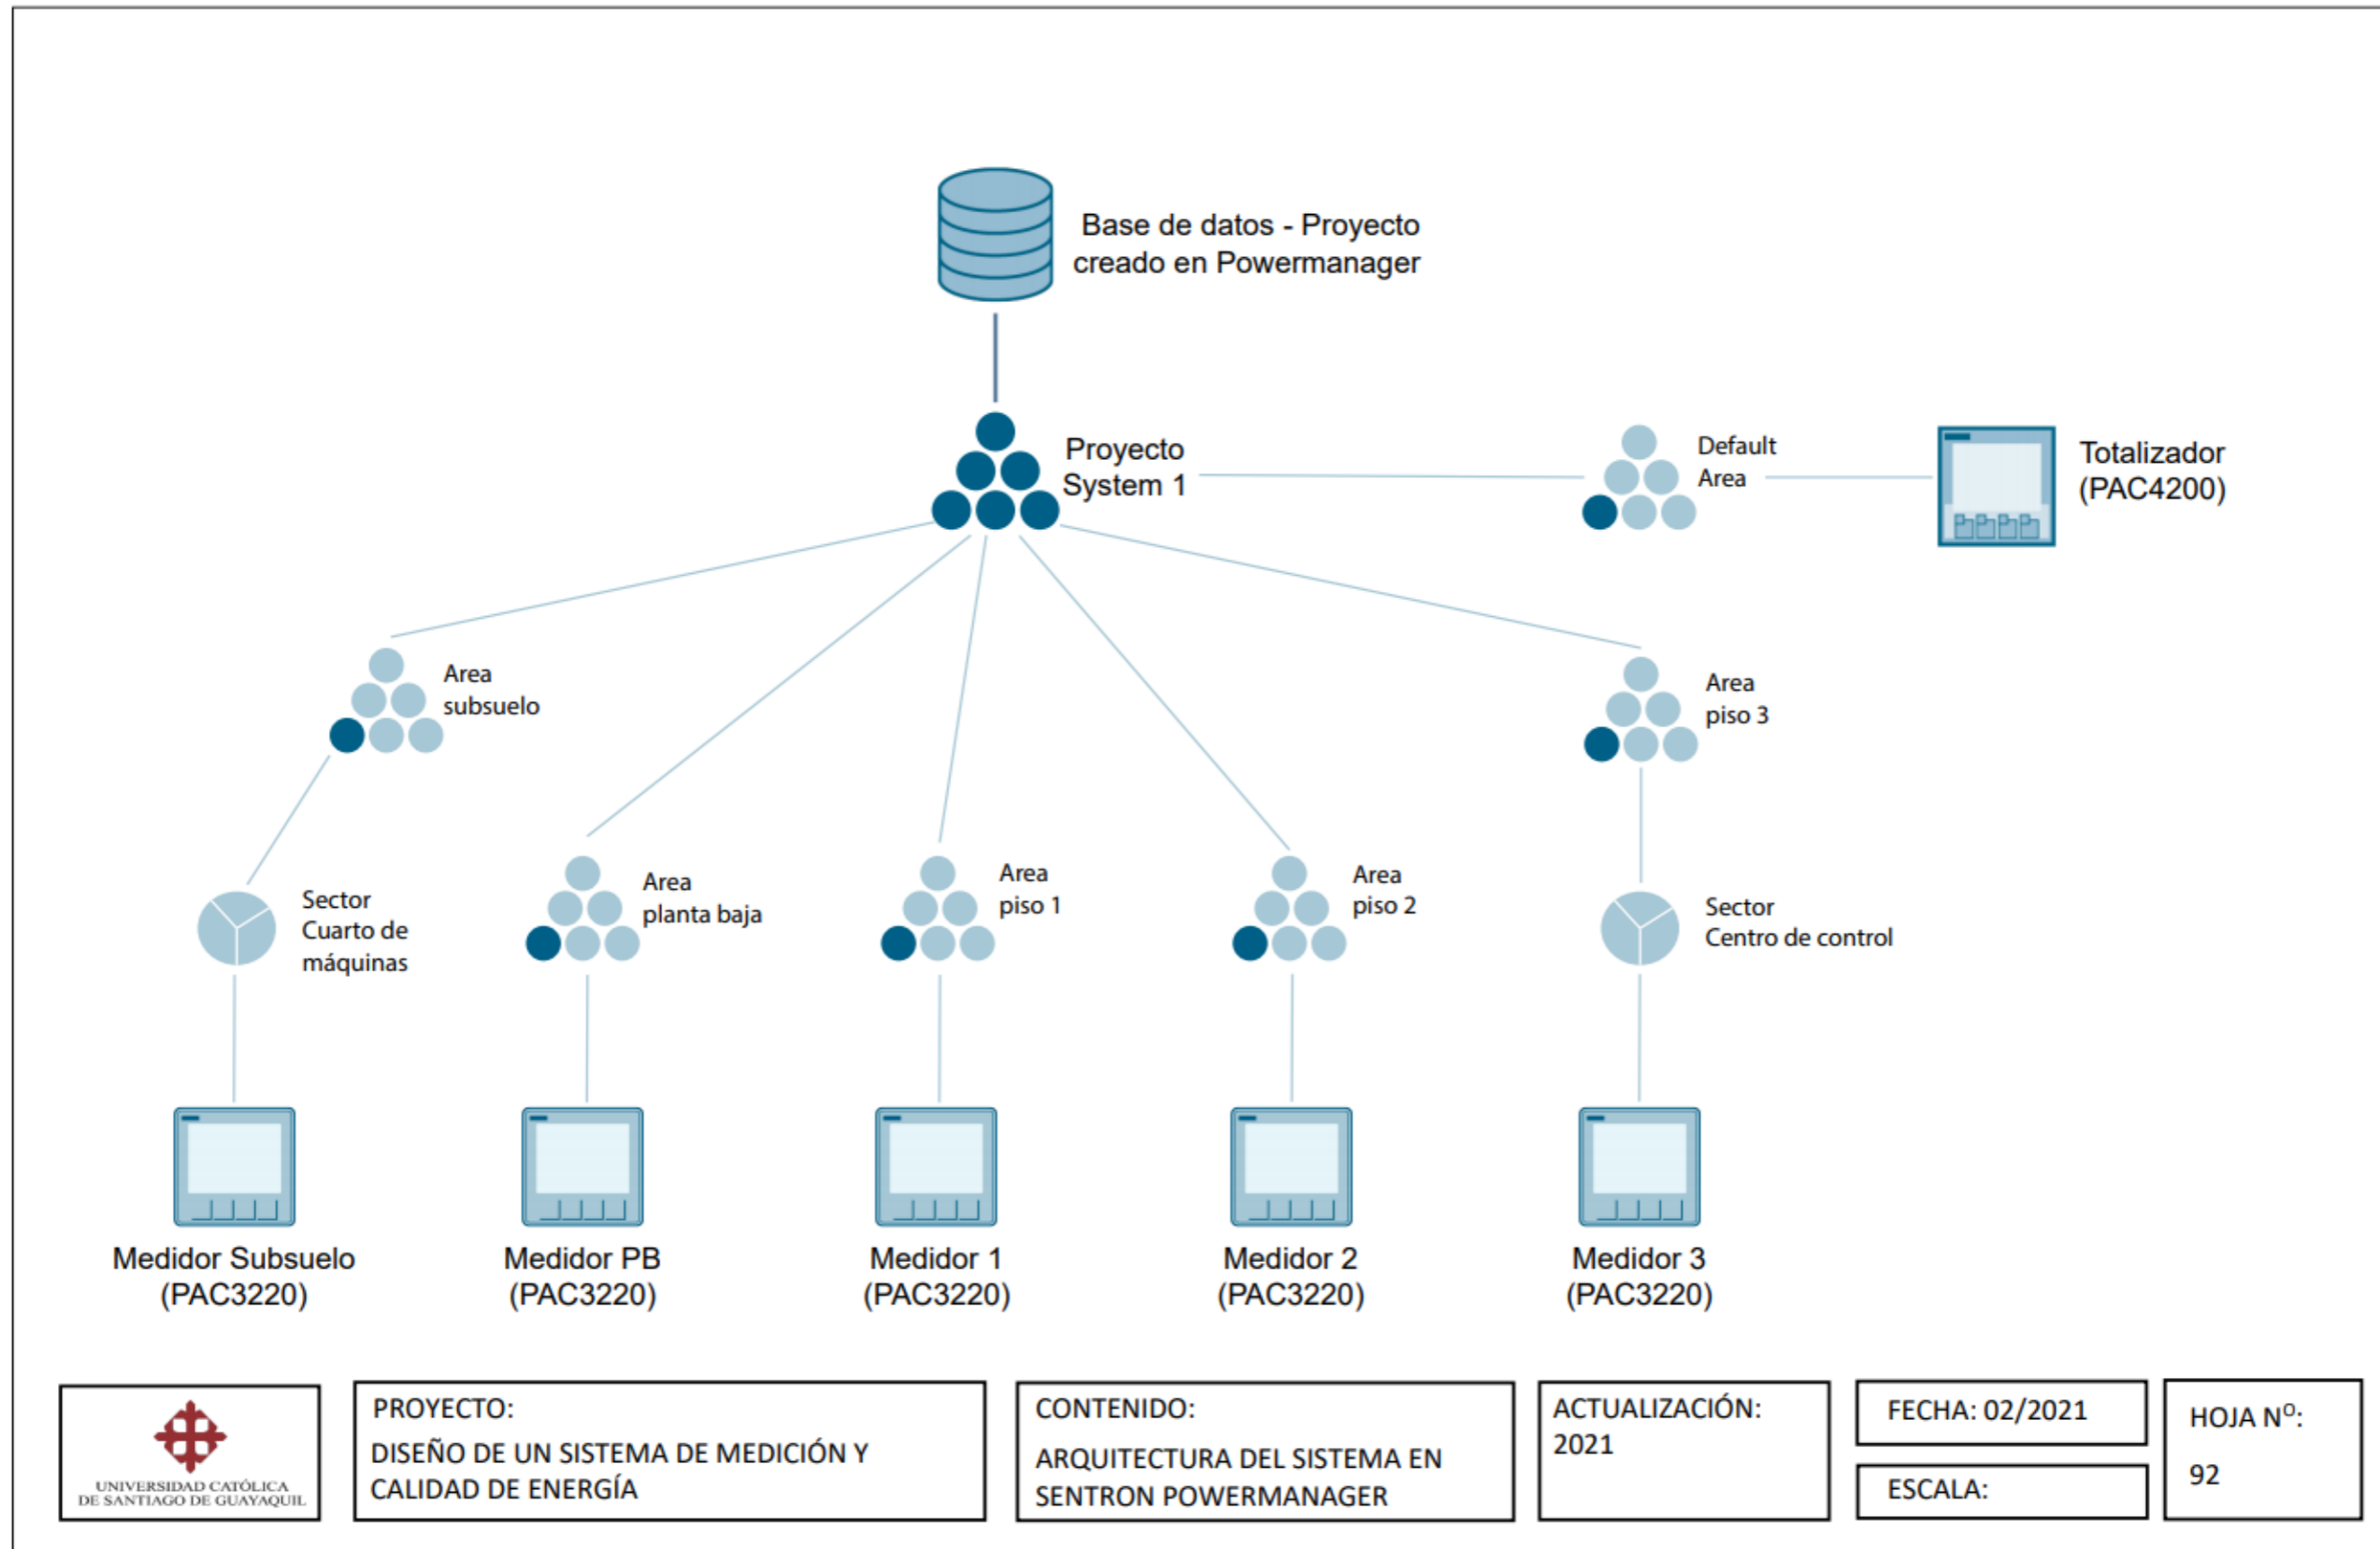 Base de datos - Proyecto
creado en Powermanager
Proyecto
System 1
Default
Area
Totalizador
(PAC4200)
Area
subsuelo
Area
piso 3
Sector
Cuarto de
máquinas
Area
planta baja
Area
piso 1
Area
piso 2
Sector
Centro de control
Medidor Subsuelo
(PAC3220)
Medidor PB
(PAC3220)
Medidor 1
(PAC3220)
Medidor 2
(PAC3220)
Medidor 3
(PAC3220)
UNIVERSIDAD CATÓLICA
DE SANTIAGO DE GUAYAQUIL
PROYECTO:
DISEÑO DE UN SISTEMA DE MEDICIÓN Y
CALIDAD DE ENERGÍA
CONTENIDO:
ARQUITECTURA DEL SISTEMA EN
SENTRON POWERMANAGER
ACTUALIZACIÓN:
2021
FECHA: 02/2021
ESCALA:
HOJA Nº:
92